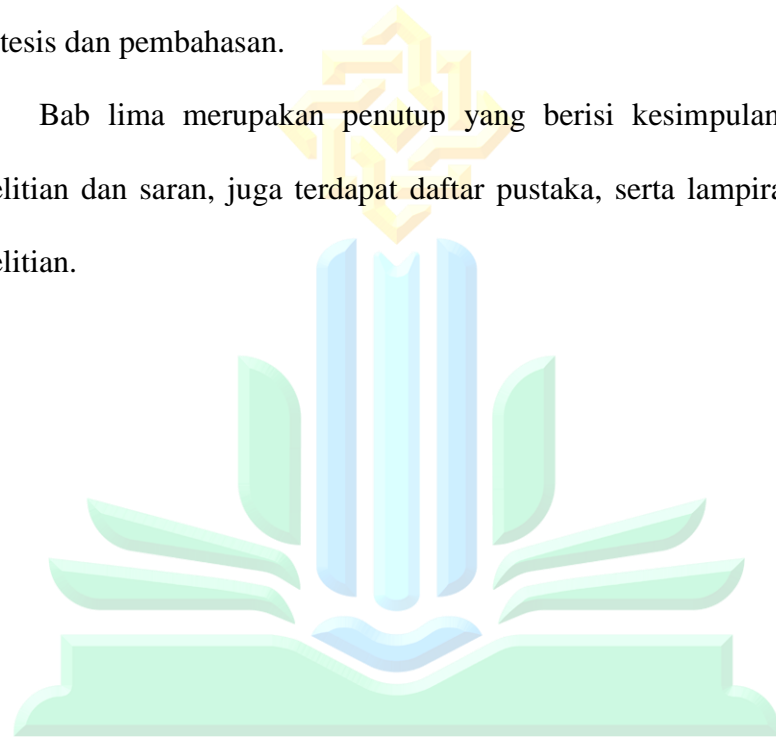 tesis dan pembahasan.
Bab lima merupakan penutup yang berisi kesimpulan
elitian dan saran, juga terdapat daftar pustaka, serta lampira
elitian.